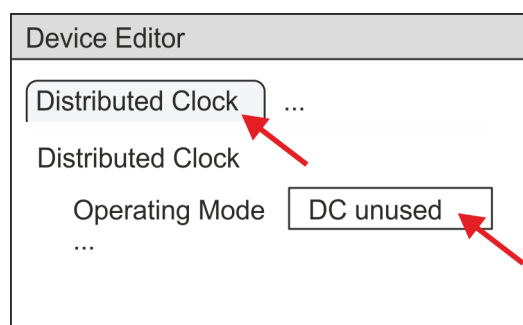 Device Editor
Distributed Clock ...
Distributed Clock
Operating Mode DC unused
...